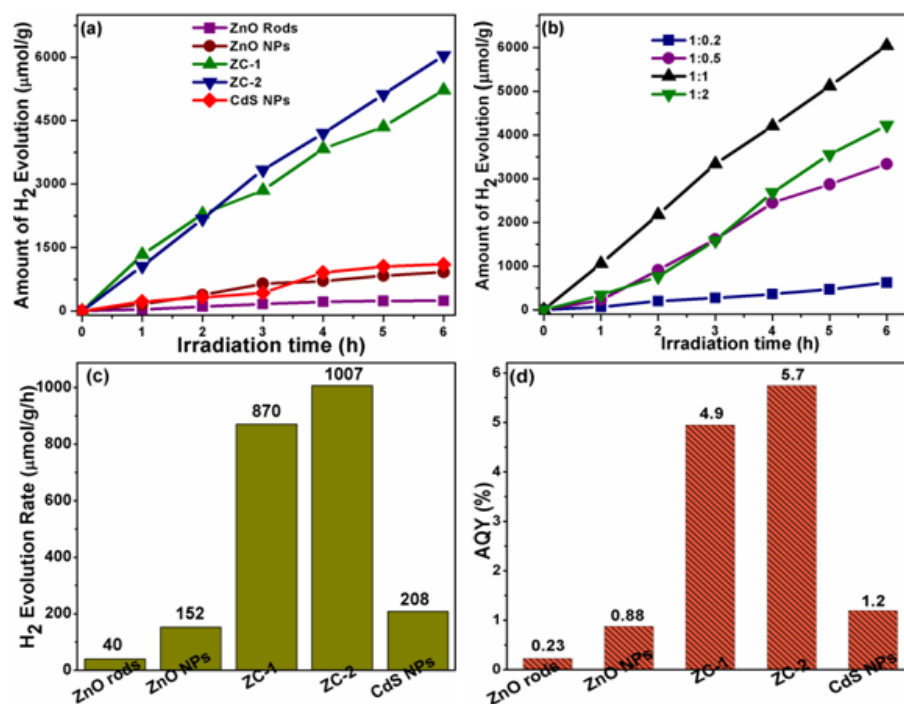 (a)
ZnO Rods
ZnO NPs
ZC-1
ZC-2
CdS NPs
6000
4500
3000
1500
0
0 1 2 3 4 5 6
Amount of H2 Evolution (μmol/g)
Irradiation time (h)
(b)
1:0.2
1:0.5
1:1
1:2
6000
5000
4000
3000
2000
1000
0
0 1 2 3 4 5 6
Amount of H2 Evolution (μmol/g)
Irradiation time (h)
(c)
1000
800
600
400
200
0
40
152
870
1007
208
H2 Evolution Rate (μmol/g/h)
ZnO rods
ZnO NPs
ZC-1
ZC-2
CdS NPs
(d)
6
5
4
3
2
1
0
0.23
0.88
4.9
5.7
1.2
AQY (%)
ZnO rods
ZnO NPs
ZC-1
ZC-2
CdS NPs